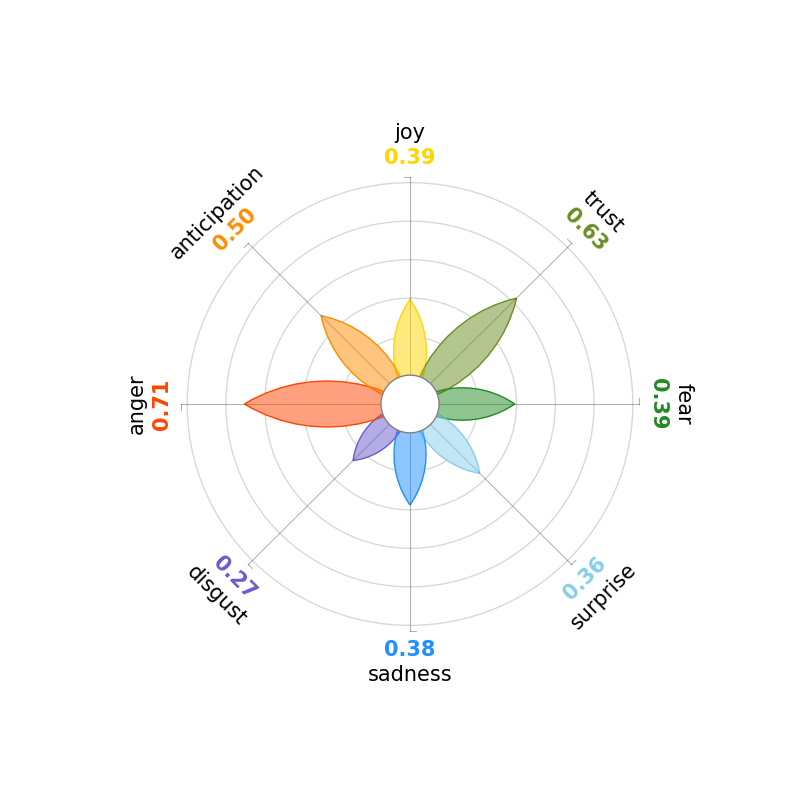 joy
0.39
trust
0.63
fear
0.39
surprise
0.36
sadness
0.38
disgust
0.27
anger
0.71
anticipation
0.50